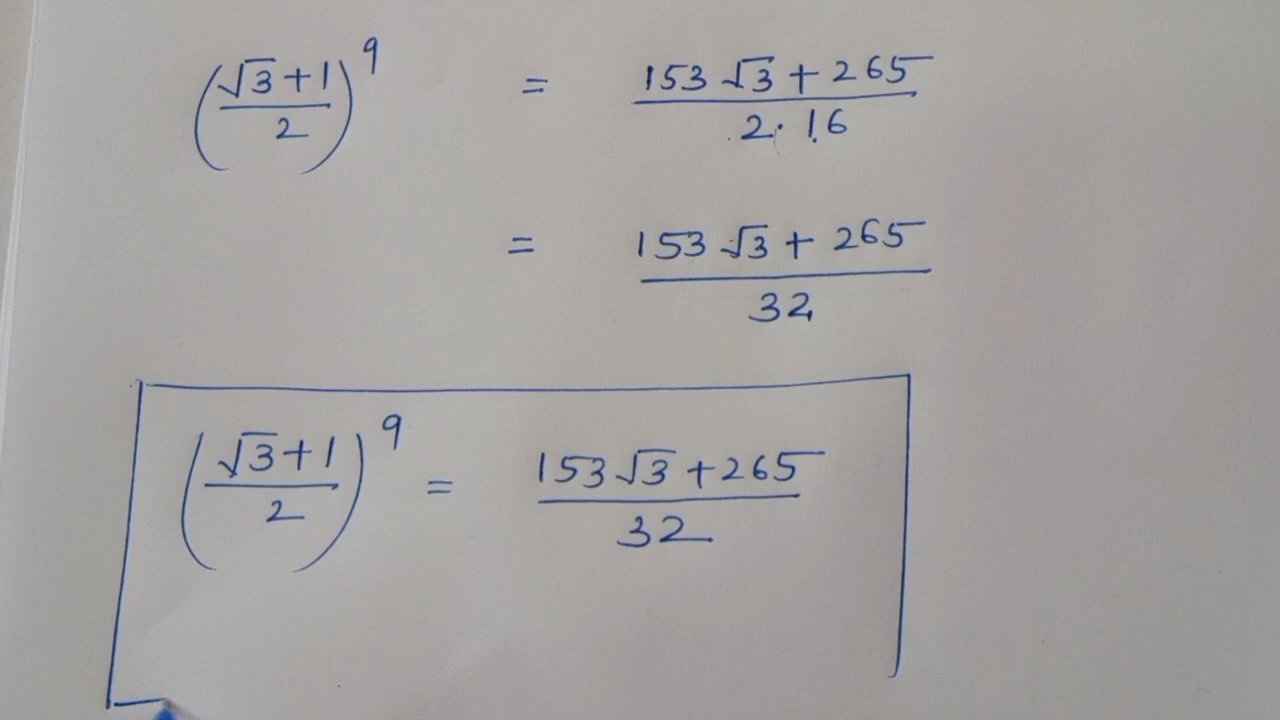 ((√3+1)/2)^9 = (153√3+265)/(2·16)
= (153√3+265)/32
((√3+1)/2)^9 = (153√3+265)/32